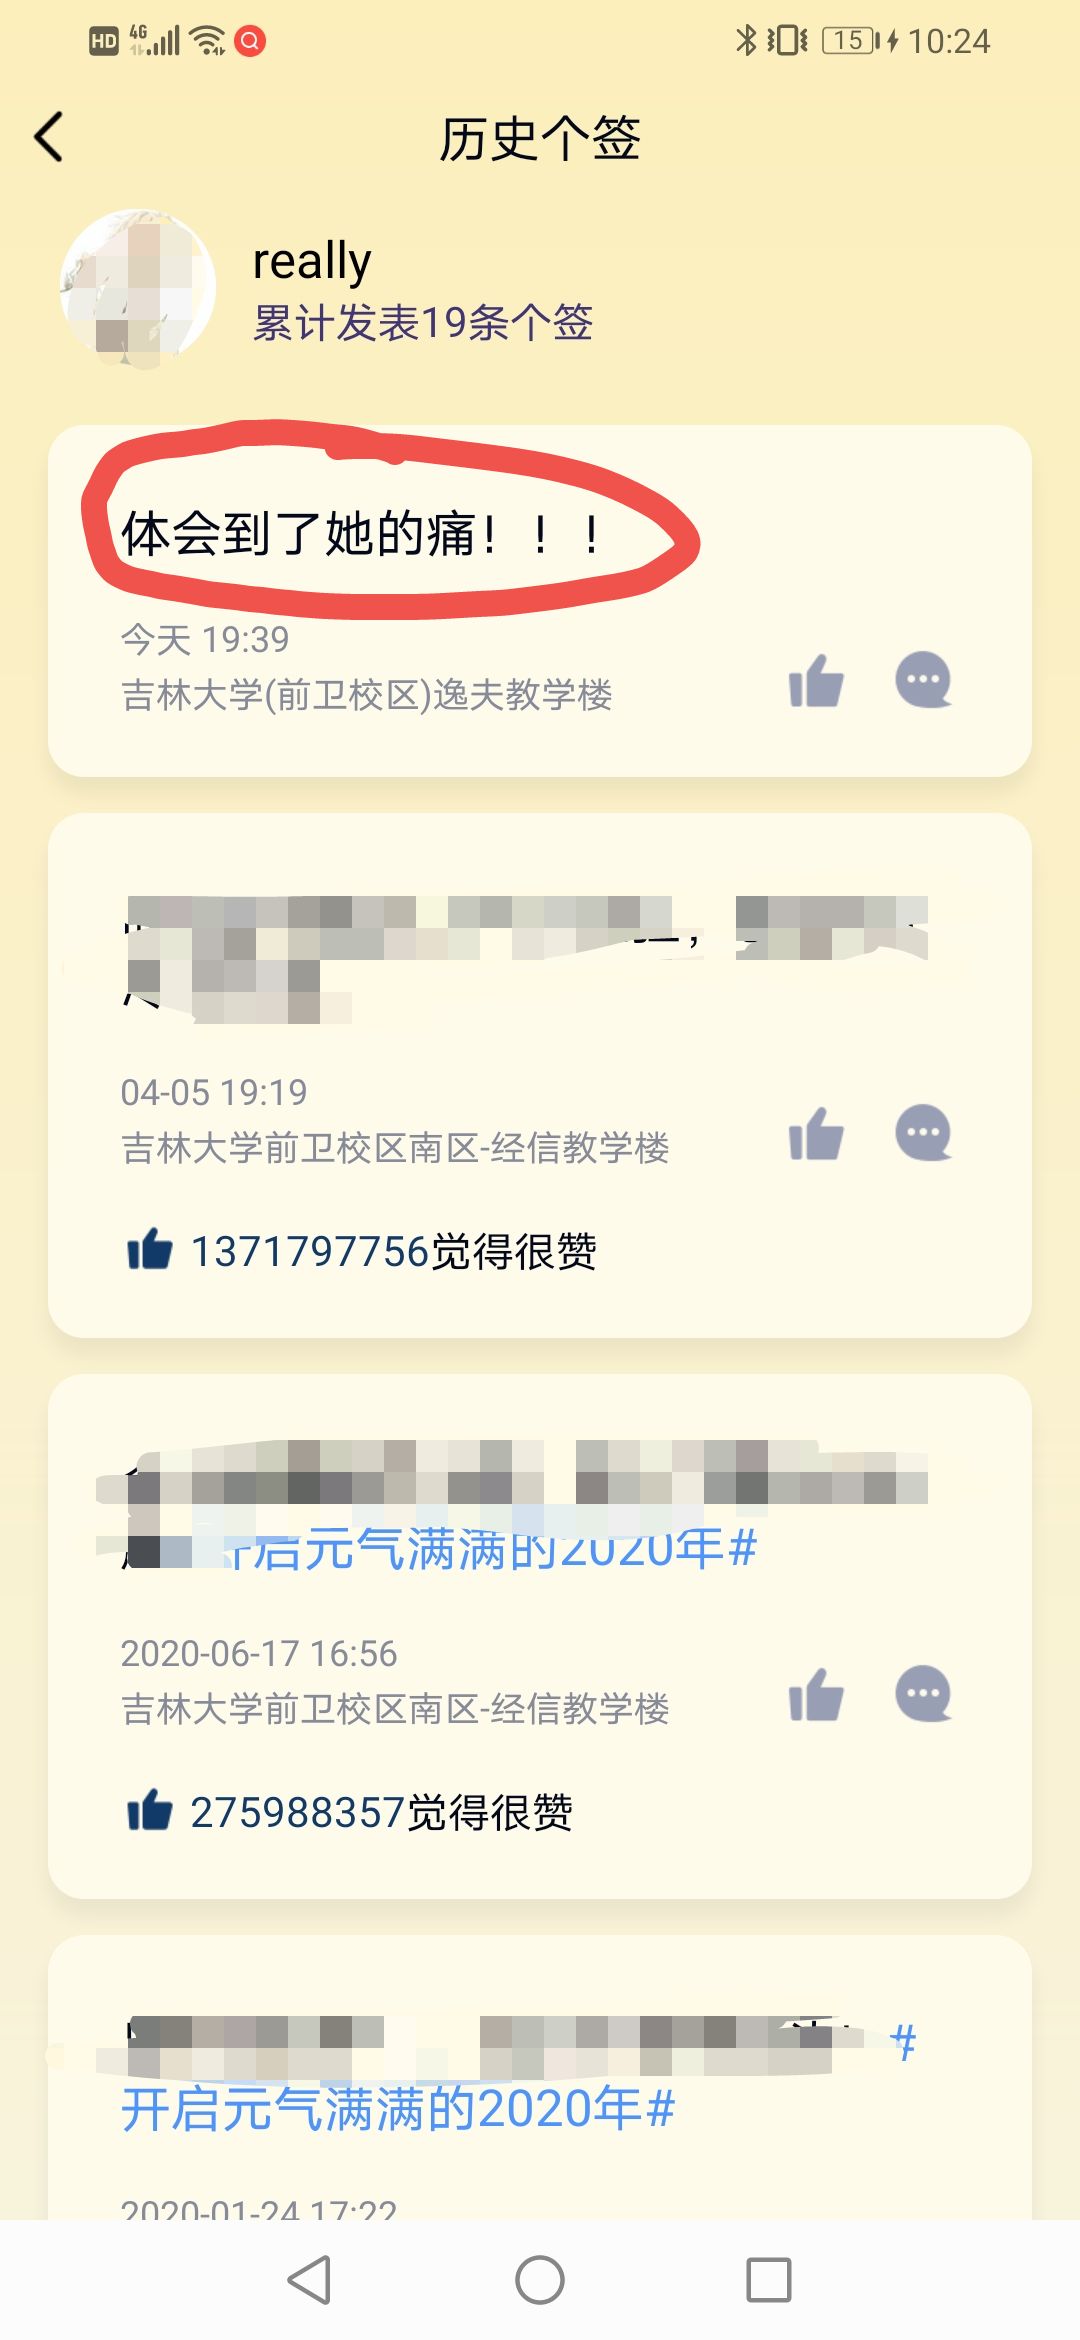 HD 4G 15 10:24
历史个签
really
累计发表19条个签
体会到了她的痛！！！
今天 19:39
吉林大学(前卫校区)逸夫教学楼
04-05 19:19
吉林大学前卫校区南区-经信教学楼
1371797756觉得很赞
开启元气满满的2020年#
2020-06-17 16:56
吉林大学前卫校区南区-经信教学楼
275988357觉得很赞
#
开启元气满满的2020年#
2020-01-24 17:22